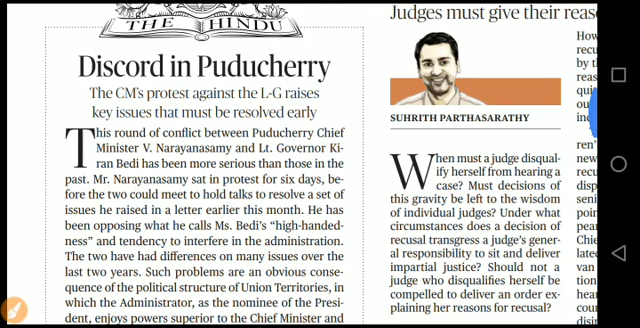 THE HINDU
Discord in Puducherry
The CM's protest against the L-G raises
key issues that must be resolved early
This round of conflict between Puducherry Chief
Minister V. Narayanasamy and Lt. Governor Ki-
ran Bedi has been more serious than those in the
past. Mr. Narayanasamy sat in protest for six days, be-
fore the two could meet to hold talks to resolve a set of
issues he raised in a letter earlier this month. He has
been opposing what he calls Ms. Bedi's "high-handed-
ness" and tendency to interfere in the administration.
The two have had differences on many issues over the
last two years. Such problems are an obvious conse-
quence of the political structure of Union Territories, in
which the Administrator, as the nominee of the Presi-
dent, enjoys powers superior to the Chief Minister and
Judges must give their reas
SUHRITH PARTHASARATHY
When must a judge disqual-
ify herself from hearing a
case? Must decisions of
this gravity be left to the wisdom
of individual judges? Under what
circumstances does a decision of
recusal transgress a judge's gener-
al responsibility to sit and deliver
impartial justice? Should not a
judge who disqualifies herself be
compelled to deliver an order ex-
plaining her reasons for recusal?
How
recu
by t
reas
qui
ou
ren'
new
recu
disp
seni
poin
pear
Chie
late
van
tion
hear
cour